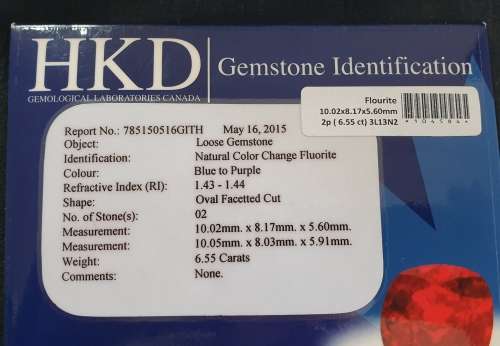 HKD
GEMOLOGICAL LABORATORIES CANADA
Gemstone Identification
Flourite
10.02x8.17x5.60mm
2p ( 6.55 ct) 3L13N2
*104584*
Report No.: 785150516GITH May 16, 2015
Object: Loose Gemstone
Identification: Natural Color Change Fluorite
Colour: Blue to Purple
Refractive Index (RI): 1.43 - 1.44
Shape: Oval Facetted Cut
No. of Stone(s): 02
Measurement: 10.02mm. x 8.17mm. x 5.60mm.
Measurement: 10.05mm. x 8.03mm. x 5.91mm.
Weight: 6.55 Carats
Comments: None.